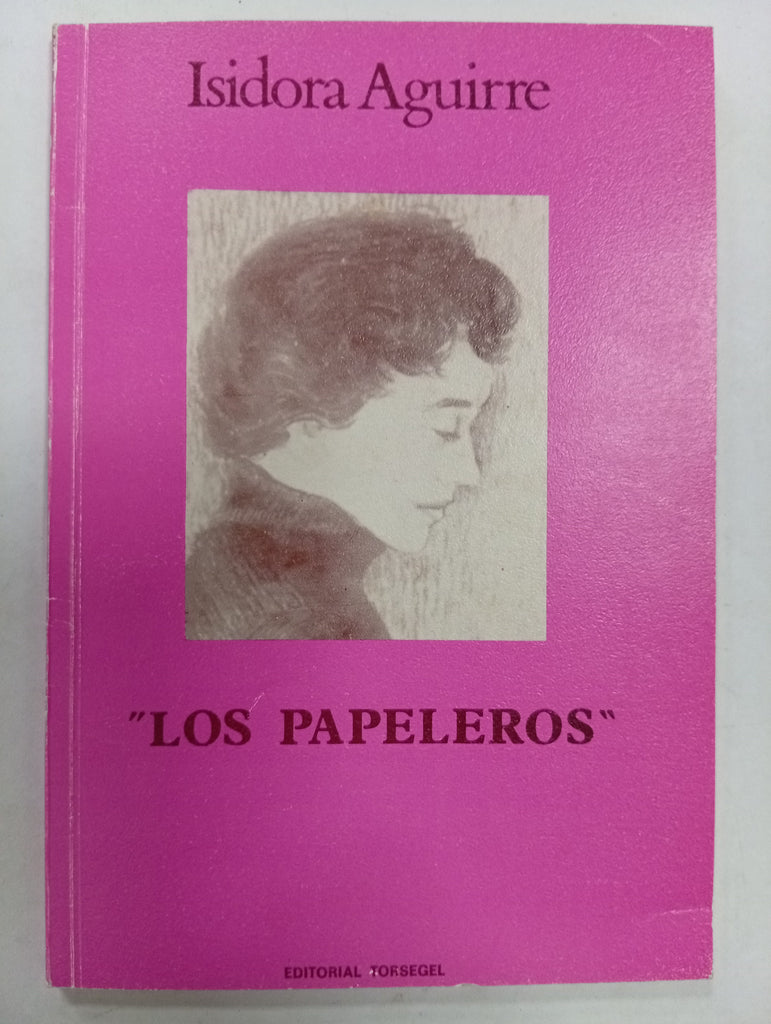 Isidora Aguirre
"LOS PAPELEROS"
EDITORIAL TORSEGEL